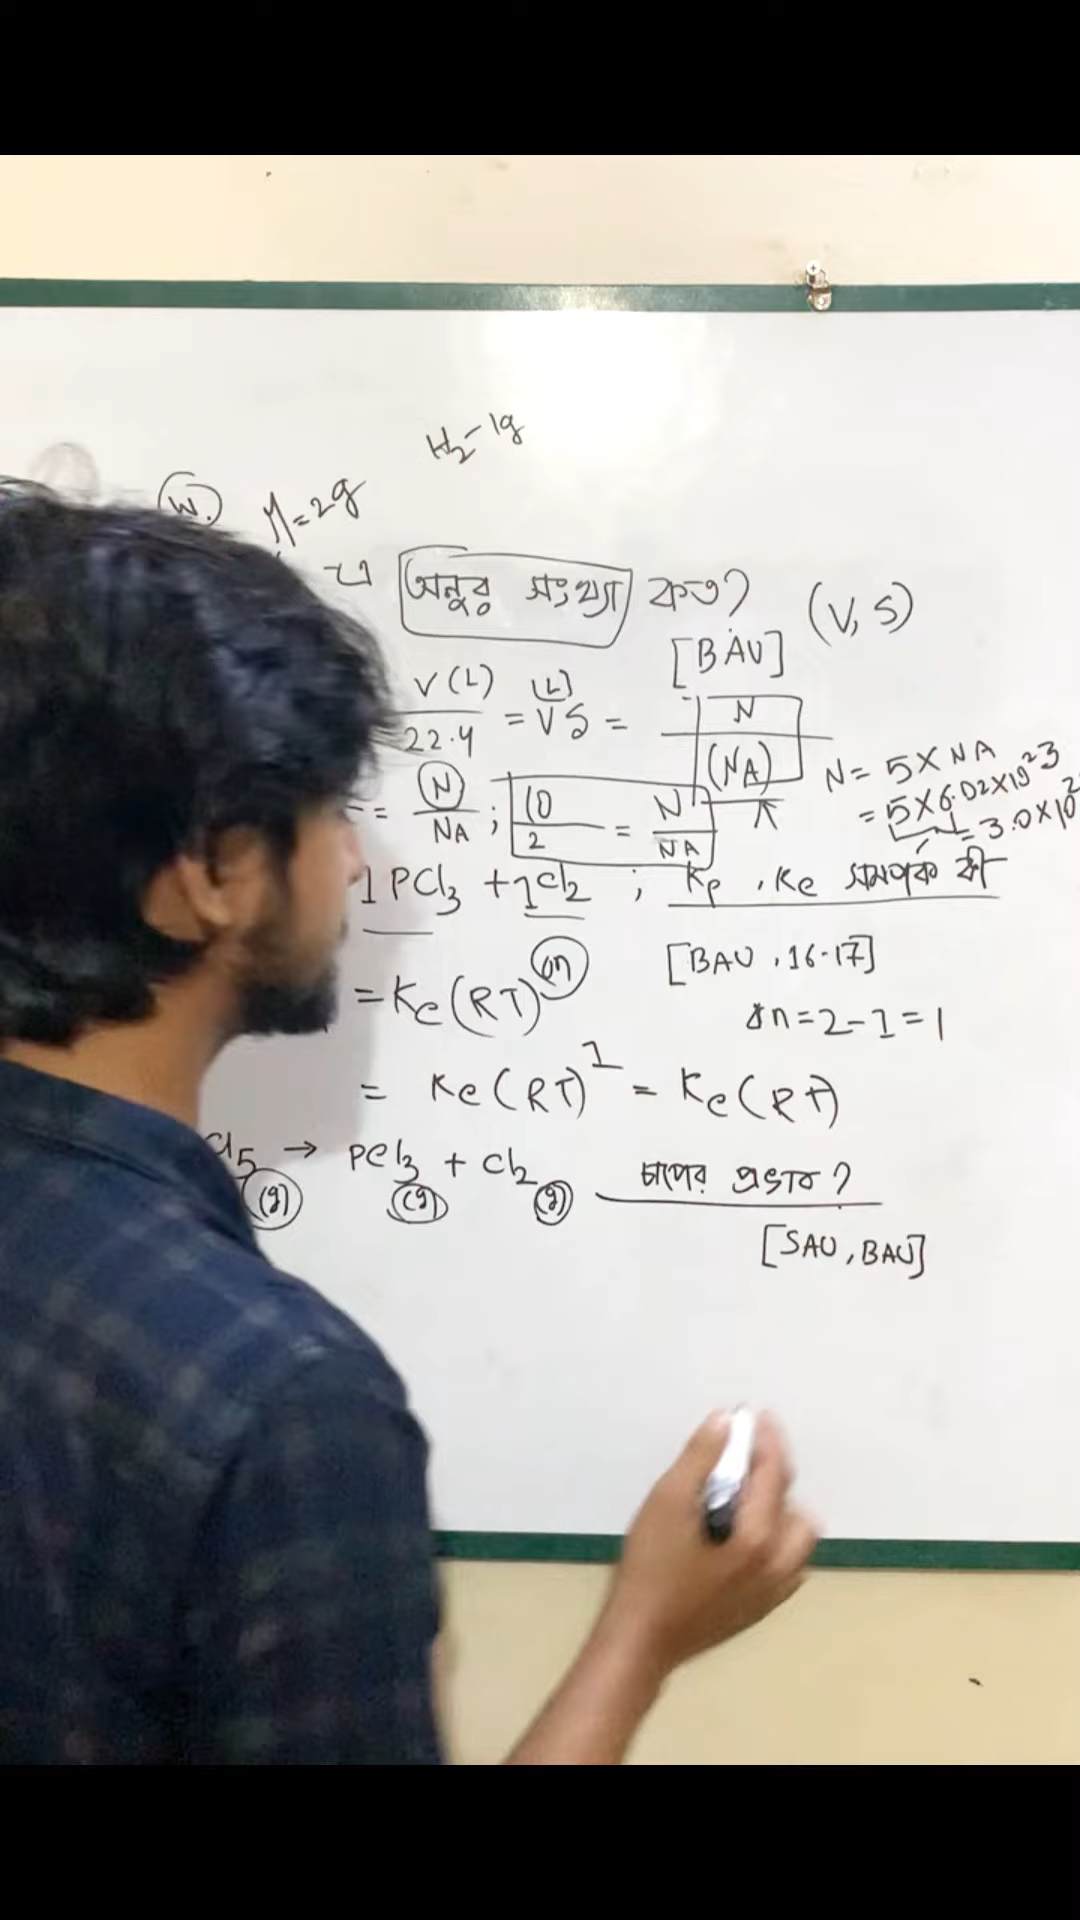 H₂-1g
W.
M=2g
এ অনুর সংখ্যা কত? (V, S)
[BAU]
V(L)/22.4 = V(L) S = N/(NA)
= N/NA ; 10/2 = N/NA
N = 5×NA
= 5×6.02×10²³
= 3.0×10²
1PCl₃ + 1Cl₂ ; Kp, Kc সম্পর্ক কী
[BAU, 16-17]
= Kc(RT)^Δn
Δn=2-1=1
= Kc(RT)¹ = Kc(RT)
Cl₅(g) → PCl₃(g) + Cl₂(g) চাপের প্রভাব?
[SAU, BAU]